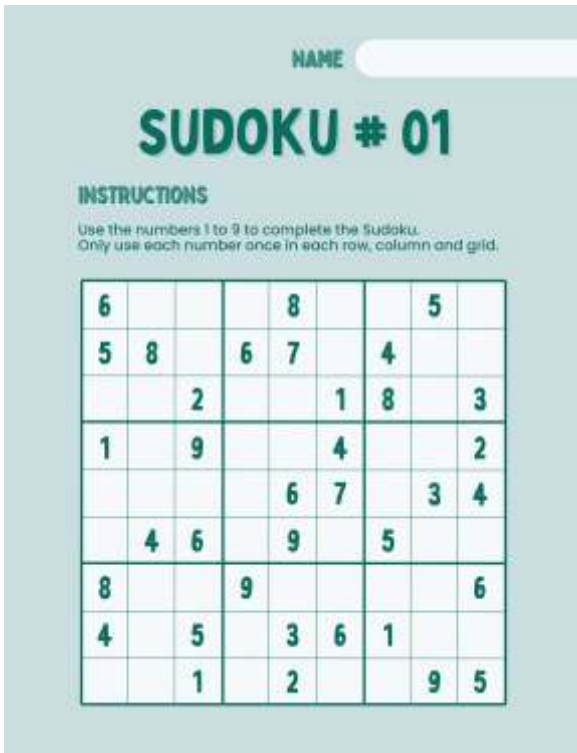 NAME
SUDOKU # 01
INSTRUCTIONS
Use the numbers 1 to 9 to complete the Sudoku.
Only use each number once in each row, column and grid.
6 8 5
5 8 6 7 4
2 1 8 3
1 9 4 2
6 7 3 4
4 6 9 5
8 9 6
4 5 3 6 1
1 2 9 5